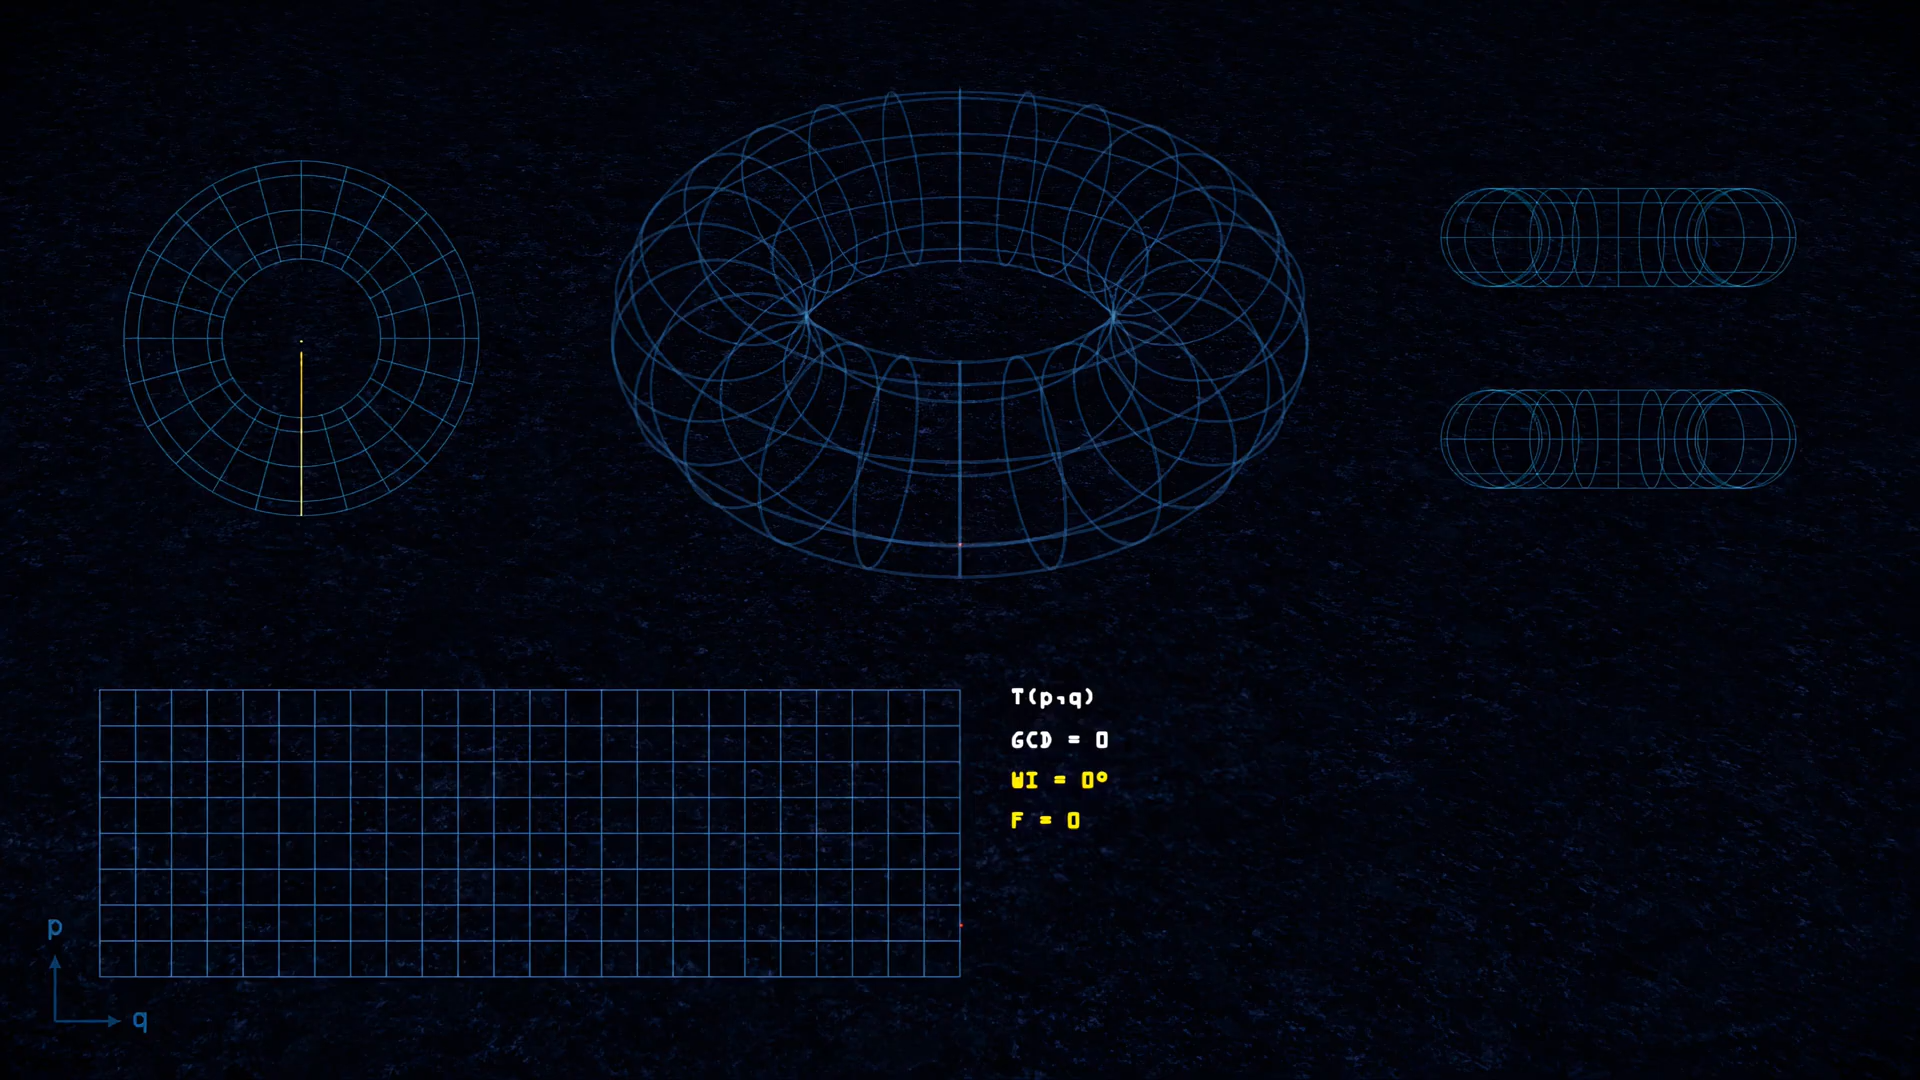 T(p,q)
GCD = 0
WI = 0°
F = 0
p
q